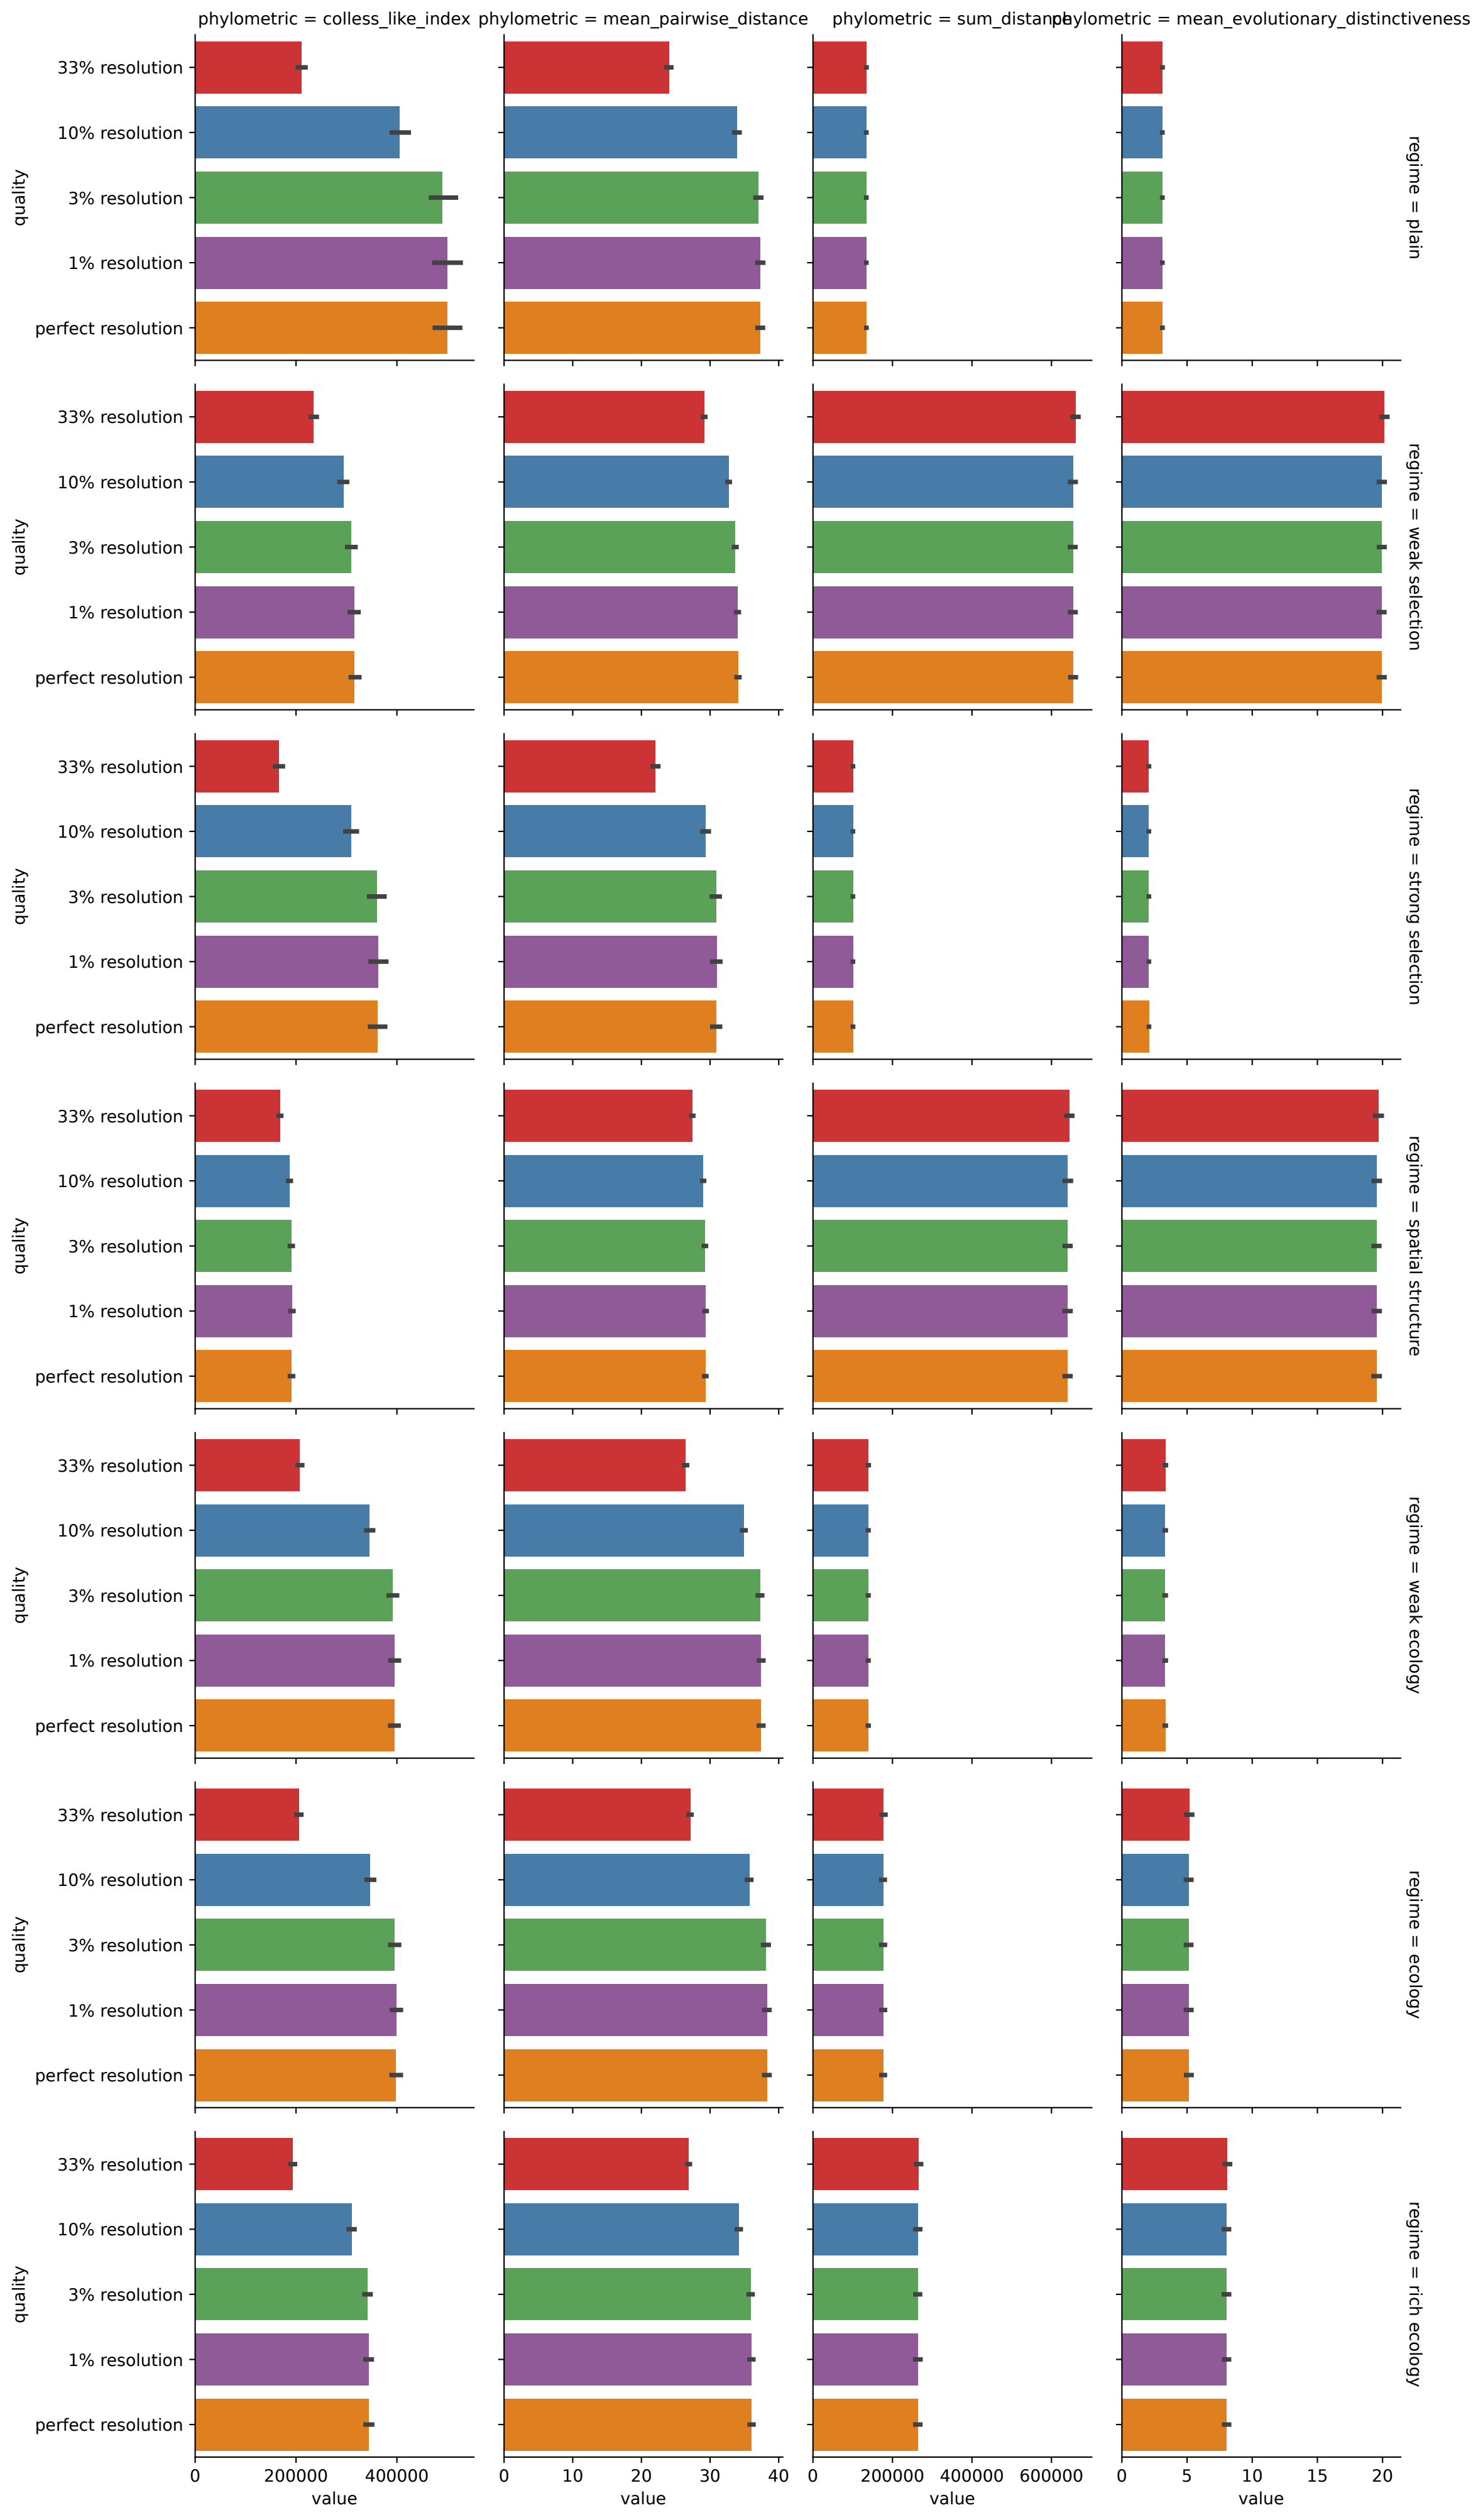 phylometric = colless_like_index
phylometric = mean_pairwise_distance
phylometric = sum_distance
phylometric = mean_evolutionary_distinctiveness
quality
33% resolution
10% resolution
3% resolution
1% resolution
perfect resolution
regime = plain
quality
33% resolution
10% resolution
3% resolution
1% resolution
perfect resolution
regime = weak selection
quality
33% resolution
10% resolution
3% resolution
1% resolution
perfect resolution
regime = strong selection
quality
33% resolution
10% resolution
3% resolution
1% resolution
perfect resolution
regime = spatial structure
quality
33% resolution
10% resolution
3% resolution
1% resolution
perfect resolution
regime = weak ecology
quality
33% resolution
10% resolution
3% resolution
1% resolution
perfect resolution
regime = ecology
quality
33% resolution
10% resolution
3% resolution
1% resolution
perfect resolution
regime = rich ecology
0 200000 400000
0 10 20 30 40
0 200000 400000 600000
0 5 10 15 20
value
value
value
value